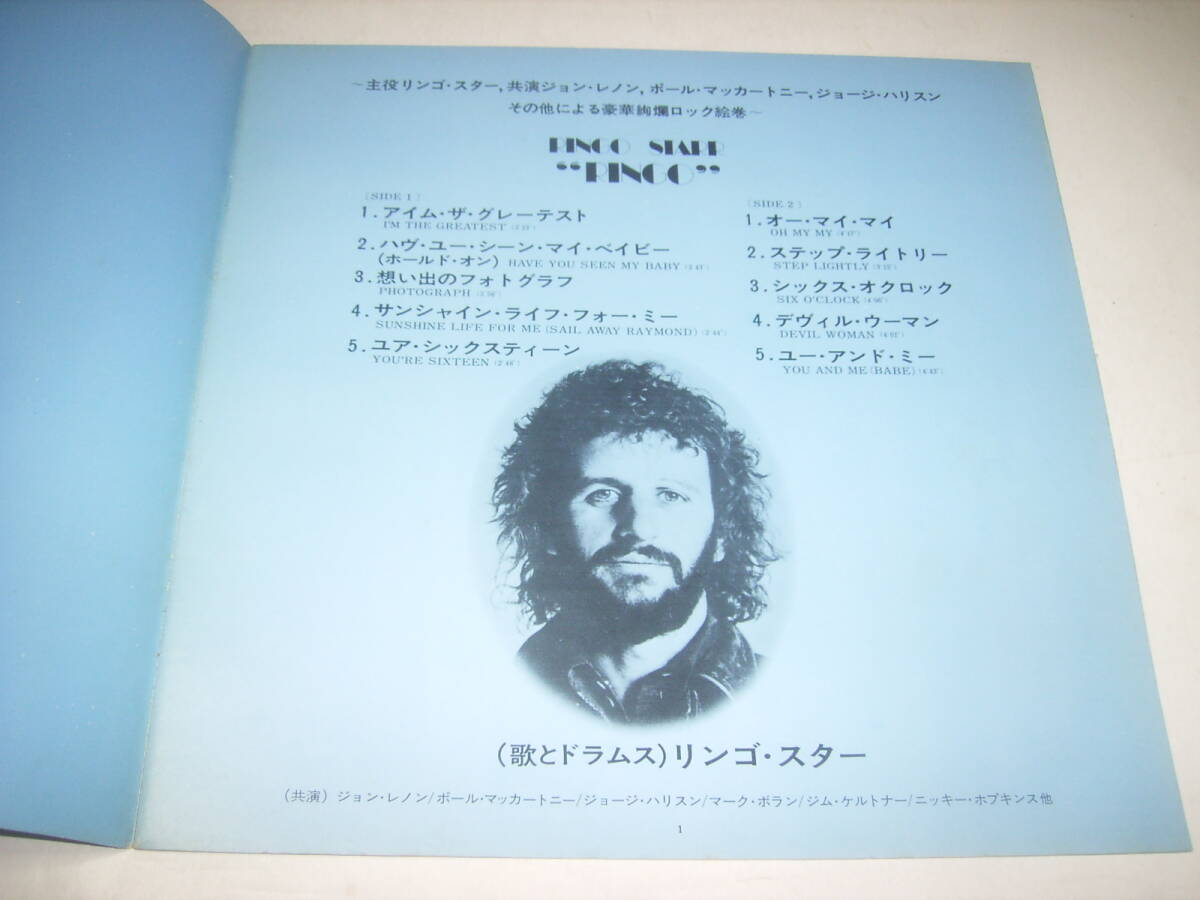 ～主役リンゴ・スター,共演ジョン・レノン,ポール・マッカートニー,ジョージ・ハリスン
その他による豪華絢爛ロック絵巻～
RINGO STARR
“RINGO”
〔SIDE 1〕
1.アイム・ザ・グレーテスト
I'M THE GREATEST
2.ハヴ・ユー・シーン・マイ・ベイビー
(ホールド・オン) HAVE YOU SEEN MY BABY
3.想い出のフォトグラフ
PHOTOGRAPH
4.サンシャイン・ライフ・フォー・ミー
SUNSHINE LIFE FOR ME (SAIL AWAY RAYMOND)
5.ユア・シックスティーン
YOU'RE SIXTEEN
〔SIDE 2〕
1.オー・マイ・マイ
OH MY MY
2.ステップ・ライトリー
STEP LIGHTLY
3.シックス・オクロック
SIX O'CLOCK
4.デヴィル・ウーマン
DEVIL WOMAN
5.ユー・アンド・ミー
YOU AND ME (BABE)
(歌とドラムス)リンゴ・スター
(共演) ジョン・レノン/ポール・マッカートニー/ジョージ・ハリスン/マーク・ボラン/ジム・ケルトナー/ニッキー・ホプキンス他
1